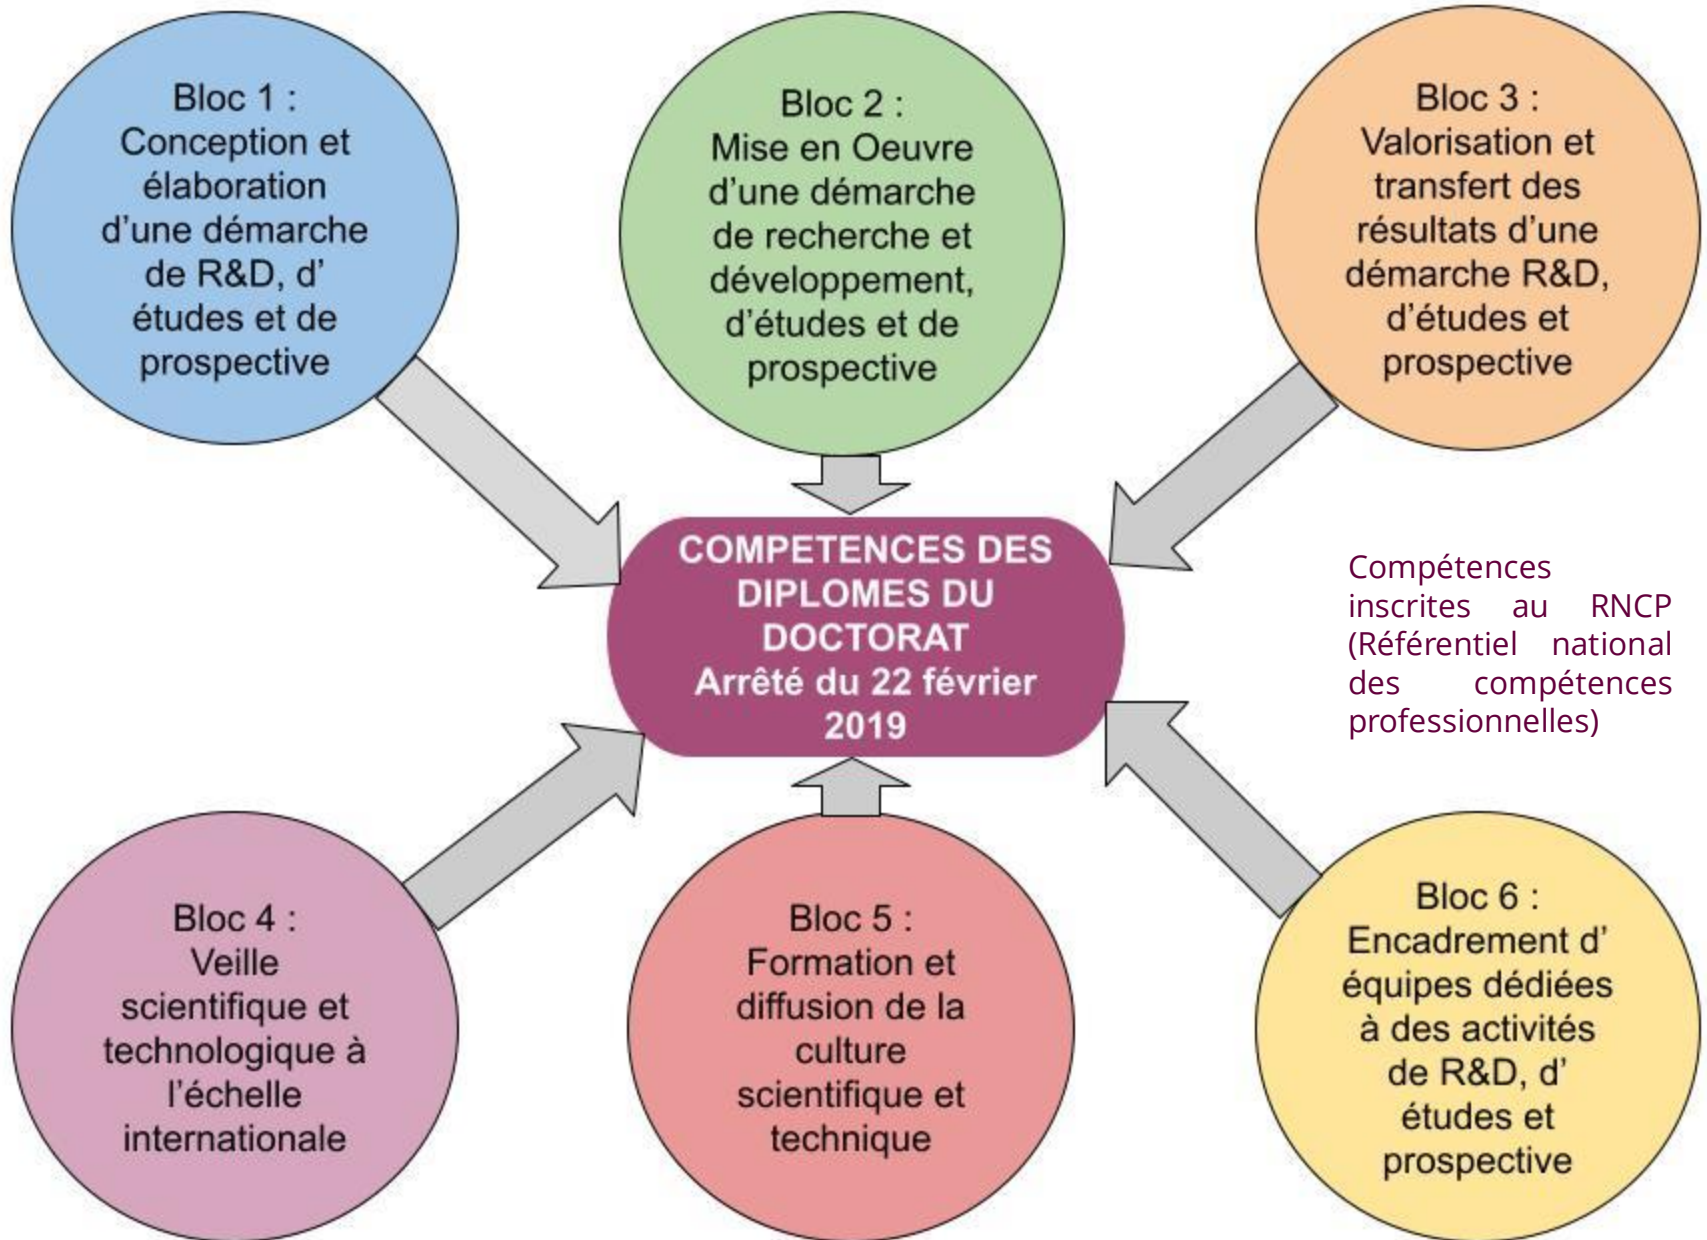 Bloc 1 :
Conception et
élaboration
d'une démarche
de R&D, d'
études et de
prospective
Bloc 2 :
Mise en Oeuvre
d'une démarche
de recherche et
développement,
d'études et de
prospective
Bloc 3 :
Valorisation et
transfert des
résultats d'une
démarche R&D,
d'études et
prospective
COMPETENCES DES
DIPLOMES DU
DOCTORAT
Arrêté du 22 février
2019
Compétences
inscrites au RNCP
(Référentiel national
des compétences
professionnelles)
Bloc 4 :
Veille
scientifique et
technologique à
l'échelle
internationale
Bloc 5 :
Formation et
diffusion de la
culture
scientifique et
technique
Bloc 6 :
Encadrement d'
équipes dédiées
à des activités
de R&D, d'
études et
prospective